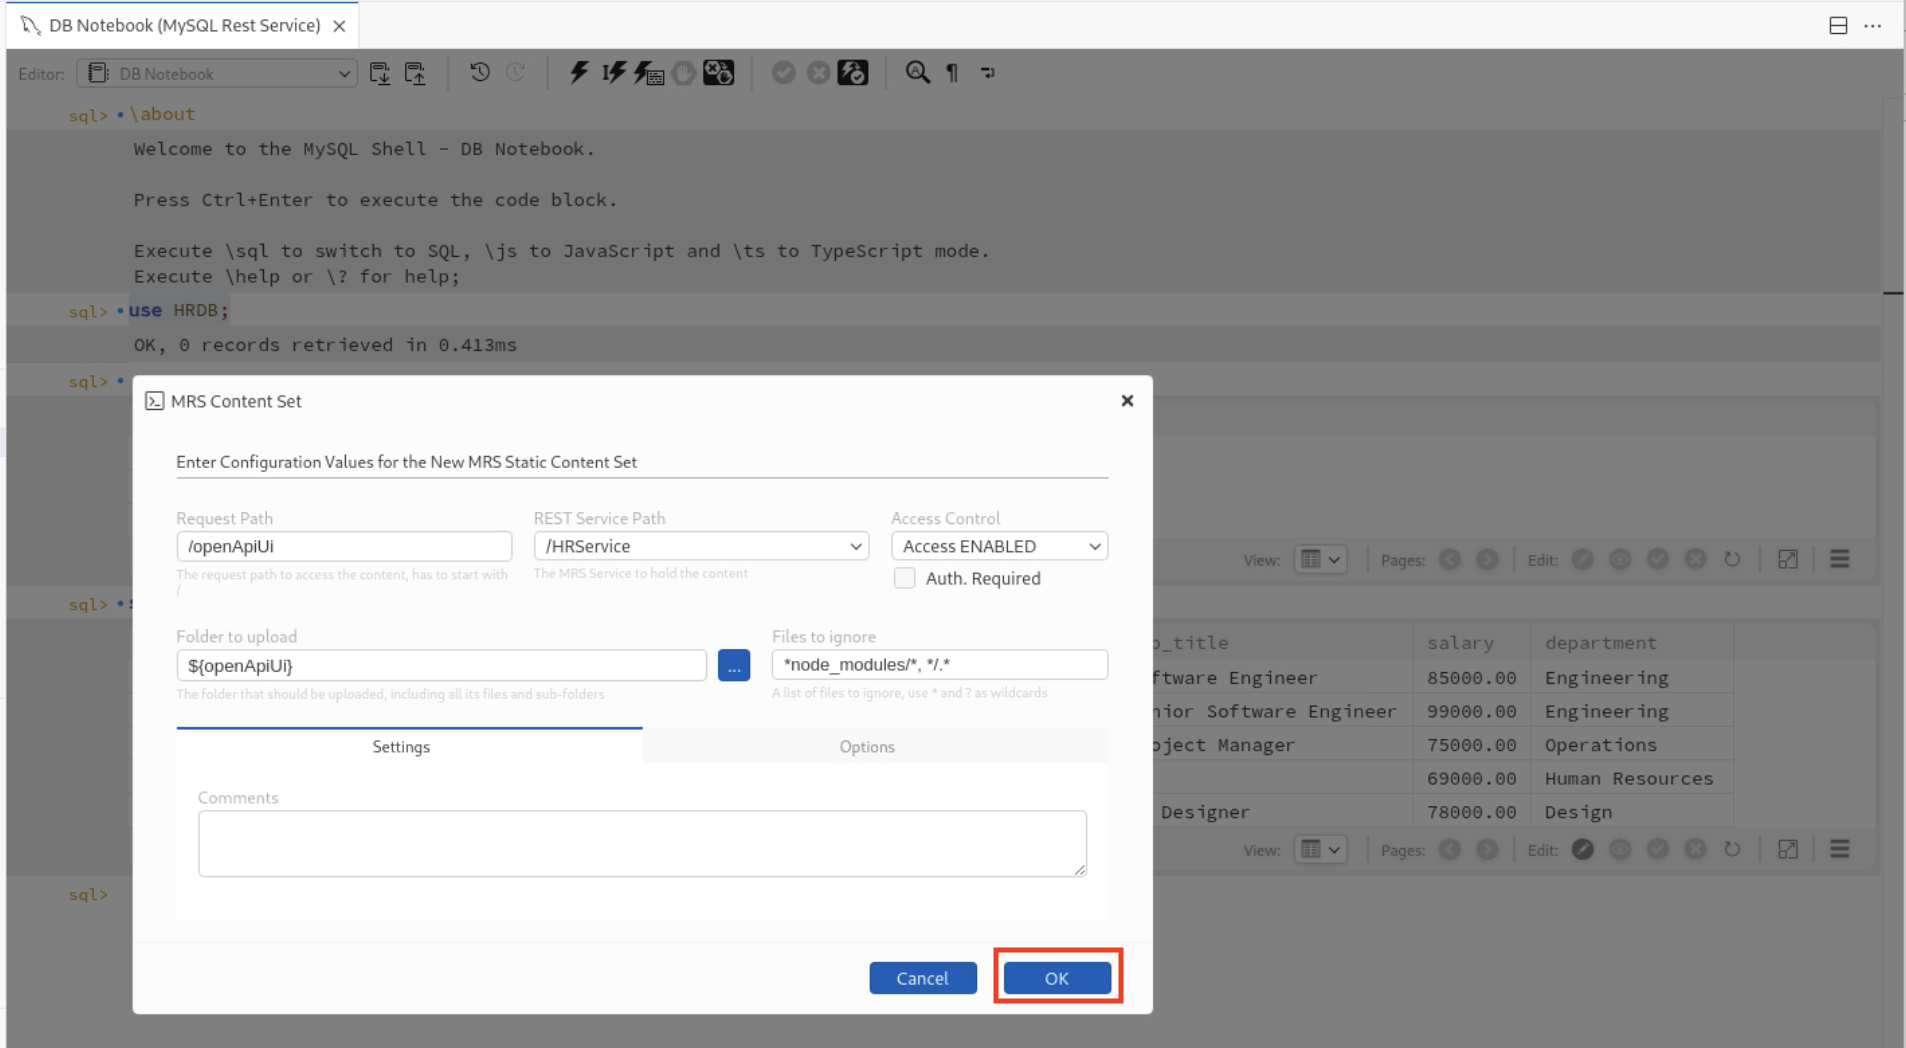 DB Notebook (MySQL Rest Service)
Editor: DB Notebook
sql> \about
Welcome to the MySQL Shell - DB Notebook.
Press Ctrl+Enter to execute the code block.
Execute \sql to switch to SQL, \js to JavaScript and \ts to TypeScript mode.
Execute \help or \? for help;
sql> use HRDB;
OK, 0 records retrieved in 0.413ms
sql>
MRS Content Set
Enter Configuration Values for the New MRS Static Content Set
Request Path
/openApiUi
The request path to access the content, has to start with
/
REST Service Path
/HRService
The MRS Service to hold the content
Access Control
Access ENABLED
Auth. Required
View: Pages: Edit:
sql>
Folder to upload
${openApiUi}
...
The folder that should be uploaded, including all its files and sub-folders
Files to ignore
*node_modules/*, */.*
A list of files to ignore, use * and ? as wildcards
Settings
Options
Comments
_title salary department
ftware Engineer 85000.00 Engineering
nior Software Engineer 99000.00 Engineering
oject Manager 75000.00 Operations
69000.00 Human Resources
Designer 78000.00 Design
View: Pages: Edit:
sql>
Cancel
OK